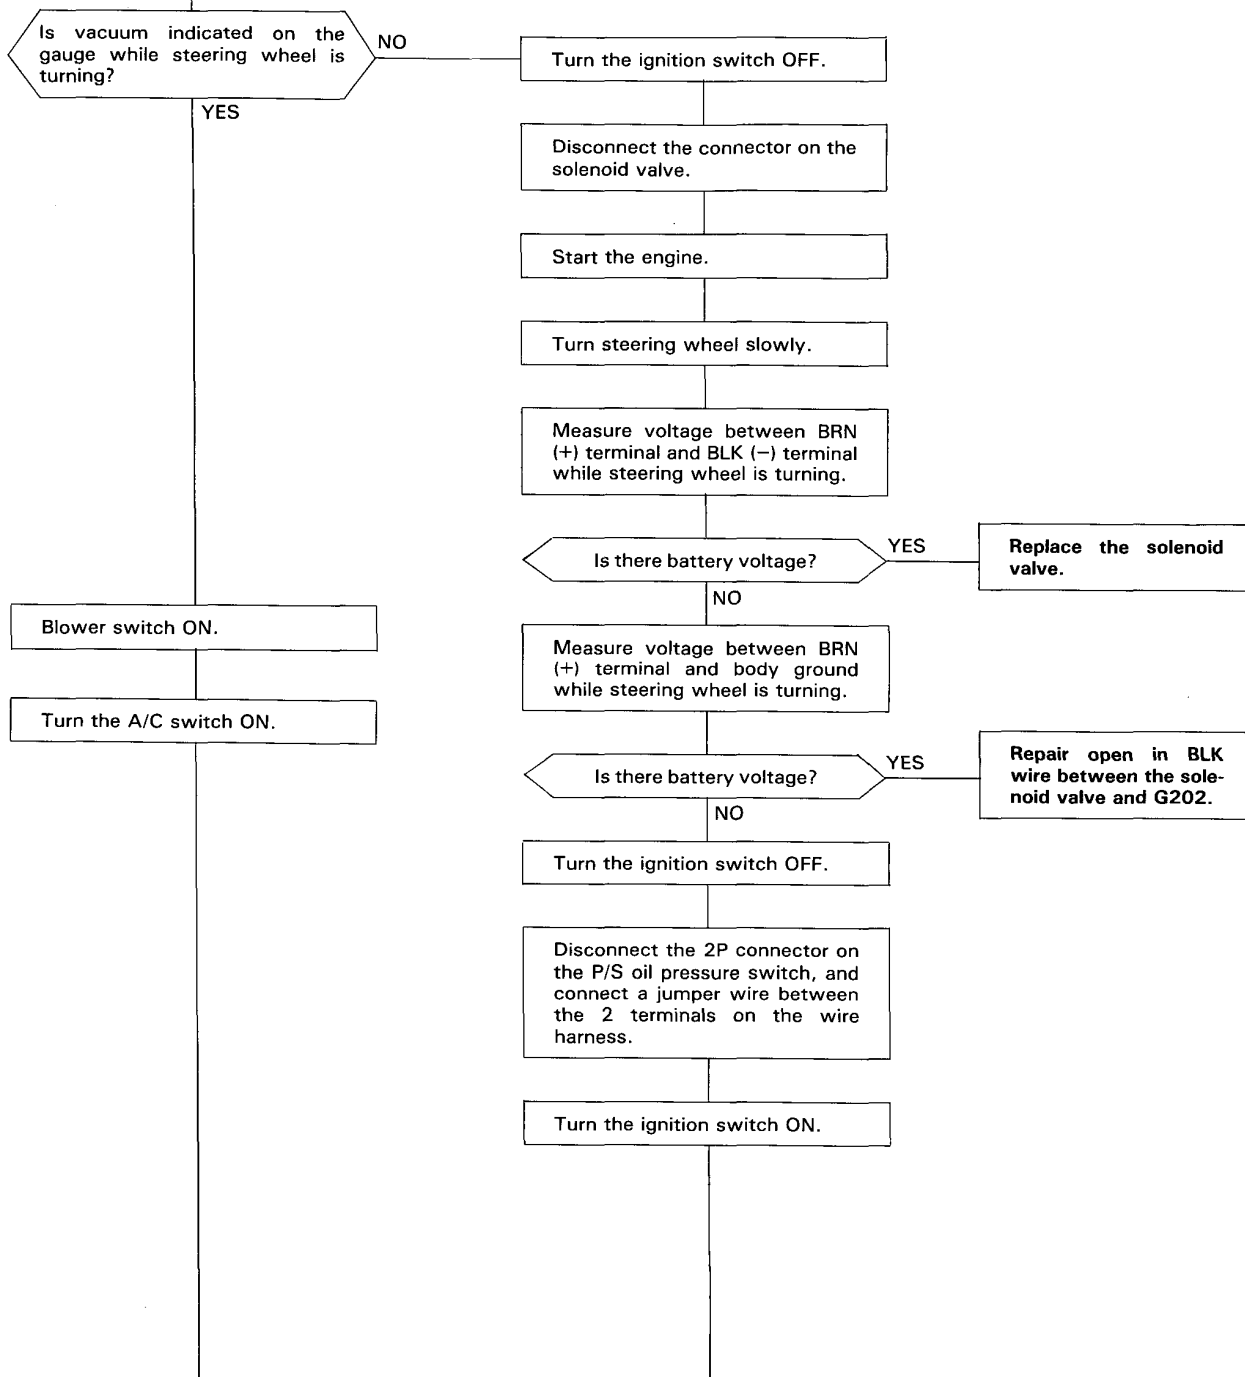 Is vacuum indicated on the
gauge while steering wheel is
turning?
NO
YES
Turn the ignition switch OFF.
Disconnect the connector on the
solenoid valve.
Start the engine.
Turn steering wheel slowly.
Measure voltage between BRN
(+) terminal and BLK (−) terminal
while steering wheel is turning.
Is there battery voltage?
YES
Replace the solenoid
valve.
NO
Blower switch ON.
Measure voltage between BRN
(+) terminal and body ground
while steering wheel is turning.
Turn the A/C switch ON.
Is there battery voltage?
YES
Repair open in BLK
wire between the sole-
noid valve and G202.
NO
Turn the ignition switch OFF.
Disconnect the 2P connector on
the P/S oil pressure switch, and
connect a jumper wire between
the 2 terminals on the wire
harness.
Turn the ignition switch ON.